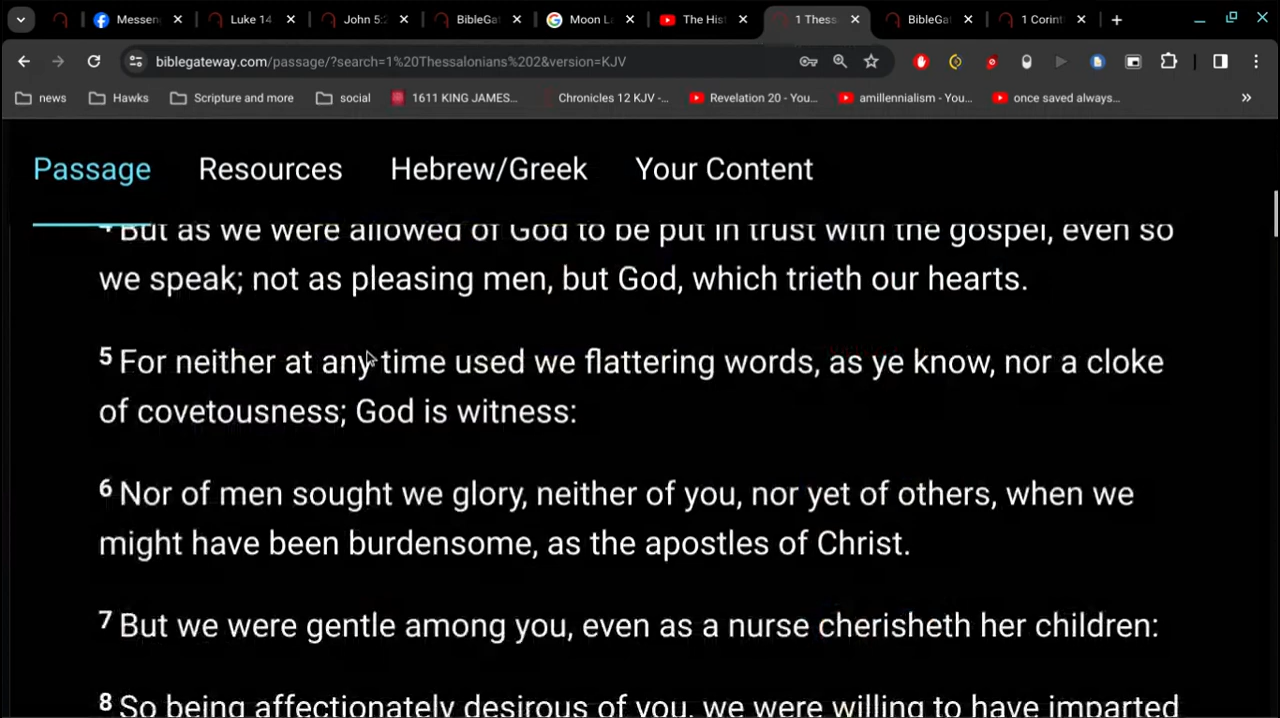 Messen
Luke 14
John 5:
BibleGat
Moon L
The Hist
1 Thess
BibleGat
1 Corint
biblegateway.com/passage/?search=1%20Thessalonians%202&version=KJV
news
Hawks
Scripture and more
social
1611 KING JAMES...
Chronicles 12 KJV -...
Revelation 20 - You...
amillennialism - You...
once saved always...
Passage
Resources
Hebrew/Greek
Your Content
4 But as we were allowed of God to be put in trust with the gospel, even so
we speak; not as pleasing men, but God, which trieth our hearts.
5 For neither at any time used we flattering words, as ye know, nor a cloke
of covetousness; God is witness:
6 Nor of men sought we glory, neither of you, nor yet of others, when we
might have been burdensome, as the apostles of Christ.
7 But we were gentle among you, even as a nurse cherisheth her children:
8 So being affectionately desirous of you, we were willing to have imparted